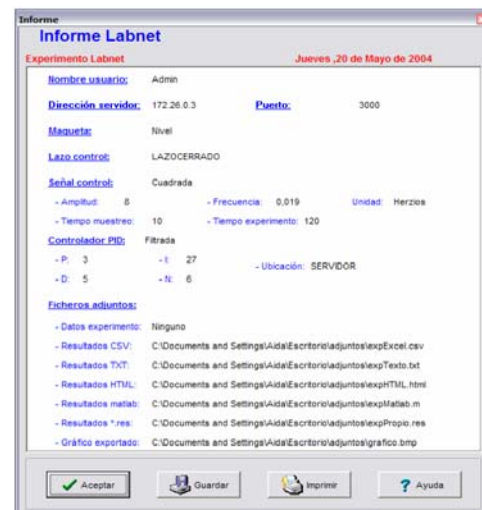 Informe
Informe Labnet
Experimento Labnet Jueves ,20 de Mayo de 2004
Nombre usuario: Admin
Dirección servidor: 172.26.0.3 Puerto: 3000
Maqueta: Nivel
Lazo control: LAZOCERRADO
Señal control: Cuadrada
- Amplitud: 8 - Frecuencia: 0,019 Unidad: Herzios
- Tiempo muestreo: 10 - Tiempo experimento: 120
Controlador PID: Filtrada
- P: 3 - I: 27 - Ubicación: SERVIDOR
- D: 5 - N: 6
Ficheros adjuntos:
- Datos experimento: Ninguno
- Resultados CSV: C:\Documents and Settings\Aida\Escritorio\adjuntos\expExcel.csv
- Resultados TXT: C:\Documents and Settings\Aida\Escritorio\adjuntos\expTexto.txt
- Resultados HTML: C:\Documents and Settings\Aida\Escritorio\adjuntos\expHTML.html
- Resultados matlab: C:\Documents and Settings\Aida\Escritorio\adjuntos\expMatlab.m
- Resultados *.res: C:\Documents and Settings\Aida\Escritorio\adjuntos\expPropio.res
- Gráfico exportado: C:\Documents and Settings\Aida\Escritorio\adjuntos\grafico.bmp
Aceptar Guardar Imprimir ? Ayuda